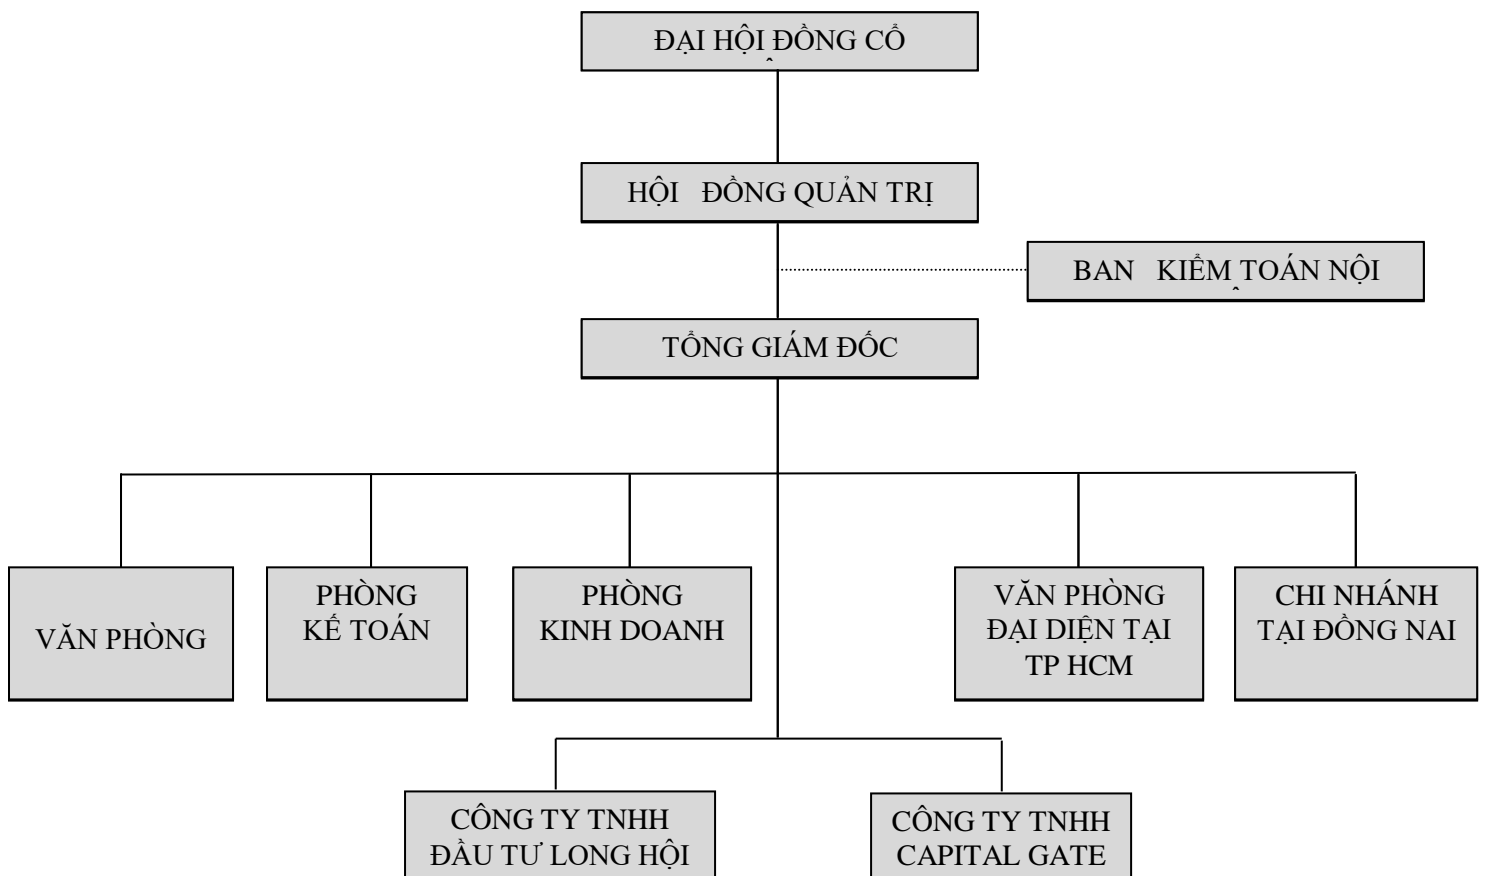 ĐẠI HỘI ĐỒNG CỔ
HỘI ĐỒNG QUẢN TRỊ
BAN KIỂM TOÁN NỘI
TỔNG GIÁM ĐỐC
VĂN PHÒNG
PHÒNG
KẾ TOÁN
PHÒNG
KINH DOANH
VĂN PHÒNG
ĐẠI DIỆN TẠI
TP HCM
CHI NHÁNH
TẠI ĐỒNG NAI
CÔNG TY TNHH
ĐẦU TƯ LONG HỘI
CÔNG TY TNHH
CAPITAL GATE